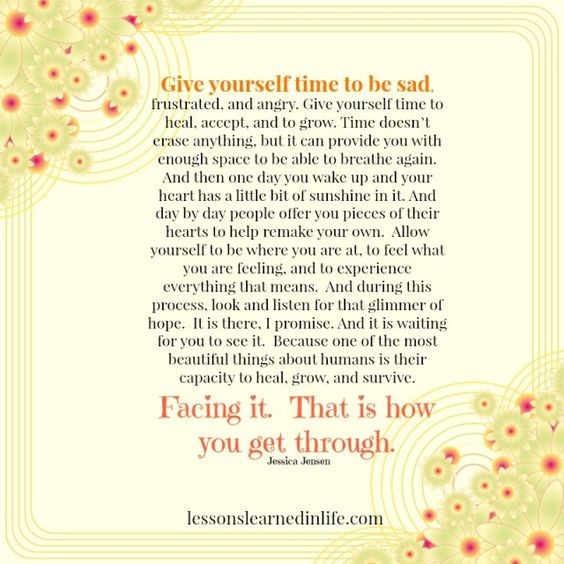 Give yourself time to be sad,
frustrated, and angry. Give yourself time to
heal, accept, and to grow. Time doesn't
erase anything, but it can provide you with
enough space to be able to breathe again.
And then one day you wake up and your
heart has a little bit of sunshine in it. And
day by day people offer you pieces of their
hearts to help remake your own.  Allow
yourself to be where you are at, to feel what
you are feeling, and to experience
everything that means.  And during this
process, look and listen for that glimmer of
hope.  It is there, I promise. And it is waiting
for you to see it.  Because one of the most
beautiful things about humans is their
capacity to heal, grow, and survive.
Facing it.  That is how
you get through.
Jessica Jensen
lessonslearnedinlife.com